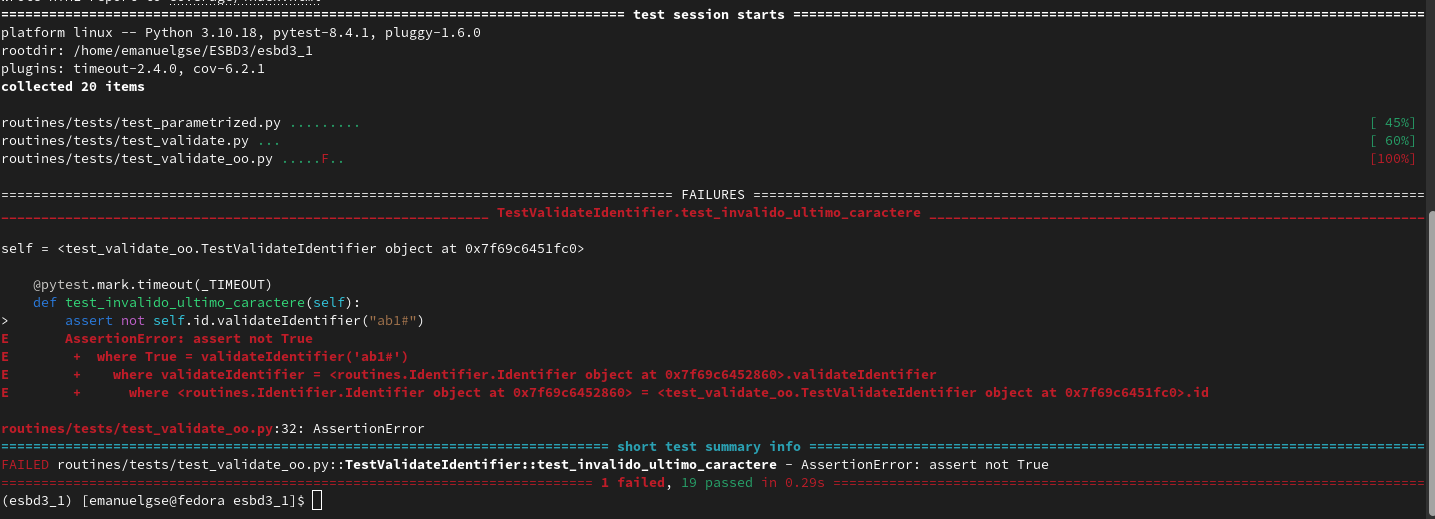 ============================================================================== test session starts ===============================================================================
platform linux -- Python 3.10.18, pytest-8.4.1, pluggy-1.6.0
rootdir: /home/emanuelgse/ESBD3/esbd3_1
plugins: timeout-2.4.0, cov-6.2.1
collected 20 items
routines/tests/test_parametrized.py ......... [ 45%]
routines/tests/test_validate.py ... [ 60%]
routines/tests/test_validate_oo.py .....F.. [100%]
==================================================================================== FAILURES ====================================================================================
_____________________________________________________________ TestValidateIdentifier.test_invalido_ultimo_caractere ______________________________________________________________
self = <test_validate_oo.TestValidateIdentifier object at 0x7f69c6451fc0>
@pytest.mark.timeout(_TIMEOUT)
def test_invalido_ultimo_caractere(self):
> assert not self.id.validateIdentifier("ab1#")
E AssertionError: assert not True
E + where True = validateIdentifier('ab1#')
E + where validateIdentifier = <routines.Identifier.Identifier object at 0x7f69c6452860>.validateIdentifier
E + where <routines.Identifier.Identifier object at 0x7f69c6452860> = <test_validate_oo.TestValidateIdentifier object at 0x7f69c6451fc0>.id
routines/tests/test_validate_oo.py:32: AssertionError
============================================================================ short test summary info =============================================================================
FAILED routines/tests/test_validate_oo.py::TestValidateIdentifier::test_invalido_ultimo_caractere - AssertionError: assert not True
========================================================================== 1 failed, 19 passed in 0.29s ==========================================================================
(esbd3_1) [emanuelgse@fedora esbd3_1]$